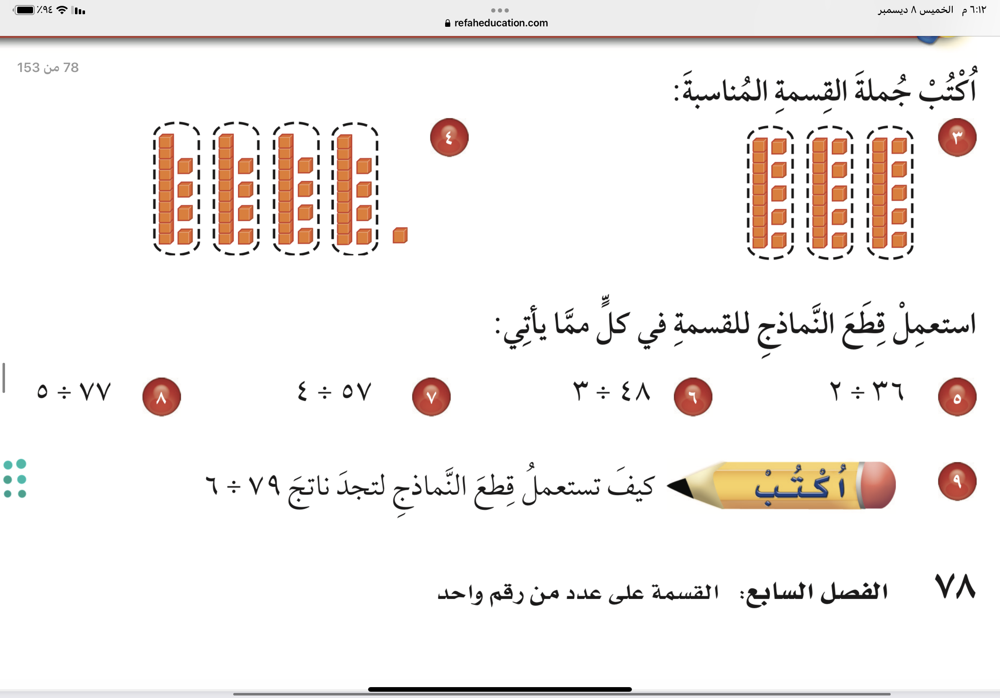 ٦:١٢ م الخميس ٨ ديسمبر
٩٤٪
refaheducation.com
78 من 153
اُكْتُبْ جُملةَ القِسمةِ المُناسبةَ:
٣
٤
استعمِلْ قِطَعَ النَّماذجِ للقسمةِ في كلٍّ ممَّا يأتِي:
٥ ٣٦ ÷ ٢ ٦ ٤٨ ÷ ٣ ٧ ٥٧ ÷ ٤ ٨ ٧٧ ÷ ٥
٩ اُكْتُبْ كيفَ تستعملُ قِطعَ النَّماذجِ لتجدَ ناتجَ ٧٩ ÷ ٦
٧٨ الفصل السابع: القسمة على عدد من رقم واحد